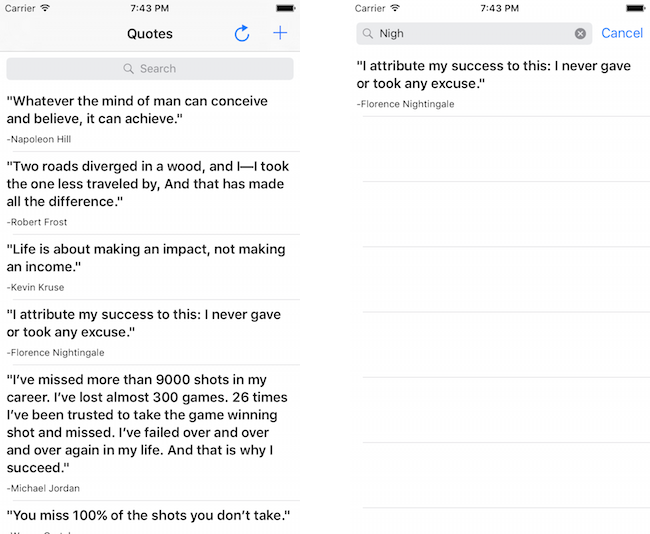 Carrier 7:43 PM
Quotes
Search
"Whatever the mind of man can conceive
and believe, it can achieve."
-Napoleon Hill
"Two roads diverged in a wood, and I—I took
the one less traveled by, And that has made
all the difference."
-Robert Frost
"Life is about making an impact, not making
an income."
-Kevin Kruse
"I attribute my success to this: I never gave
or took any excuse."
-Florence Nightingale
"I’ve missed more than 9000 shots in my
career. I’ve lost almost 300 games. 26 times
I’ve been trusted to take the game winning
shot and missed. I’ve failed over and over
and over again in my life. And that is why I
succeed."
-Michael Jordan
"You miss 100% of the shots you don’t take."
Carrier 7:43 PM
Nigh Cancel
"I attribute my success to this: I never gave
or took any excuse."
-Florence Nightingale